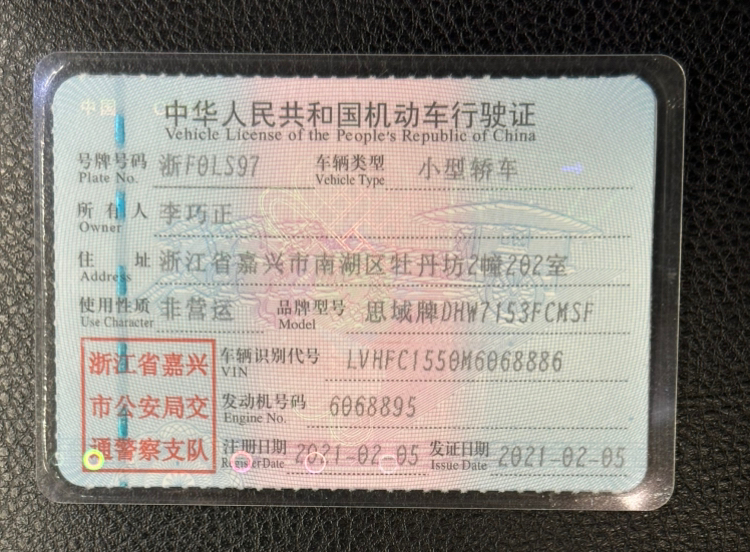 中国
中华人民共和国机动车行驶证
Vehicle License of the People's Republic of China
号牌号码 浙F0LS97 车辆类型 小型轿车
Plate No. Vehicle Type
所有人 李巧正
Owner
住址 浙江省嘉兴市南湖区牡丹坊2幢202室
Address
使用性质 非营运 品牌型号 思域牌DHW7153FCMSF
Use Character Model
浙江省嘉兴 车辆识别代号 LVHFC1550M6068886
VIN
市公安局交 发动机号码 6068895
Engine No.
通警察支队 注册日期 2021-02-05 发证日期 2021-02-05
Date Issue Date